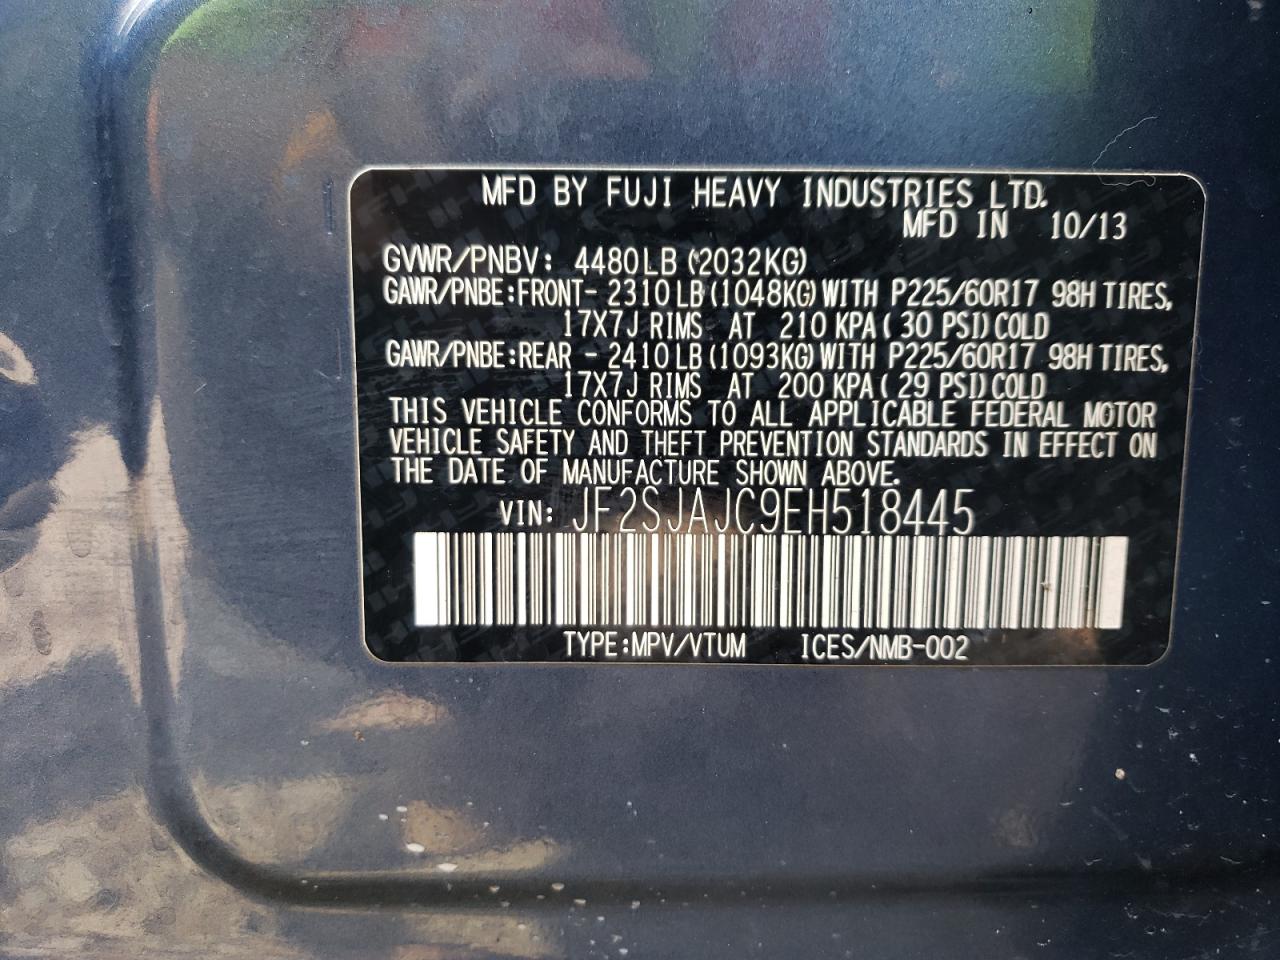 MFD BY FUJI HEAVY INDUSTRIES LTD.
MFD IN 10/13
GVWR/PNBV: 4480LB (2032KG)
GAWR/PNBE:FRONT- 2310LB(1048KG)WITH P225/60R17 98H TIRES,
17X7J RIMS AT 210 KPA( 30 PSI)COLD
GAWR/PNBE:REAR - 2410LB(1093KG)WITH P225/60R17 98H TIRES,
17X7J RIMS AT 200 KPA( 29 PSI)COLD
THIS VEHICLE CONFORMS TO ALL APPLICABLE FEDERAL MOTOR
VEHICLE SAFETY AND THEFT PREVENTION STANDARDS IN EFFECT ON
THE DATE OF MANUFACTURE SHOWN ABOVE.
VIN: JF2SJAJC9EH518445
TYPE:MPV/VTUM ICES/NMB-002